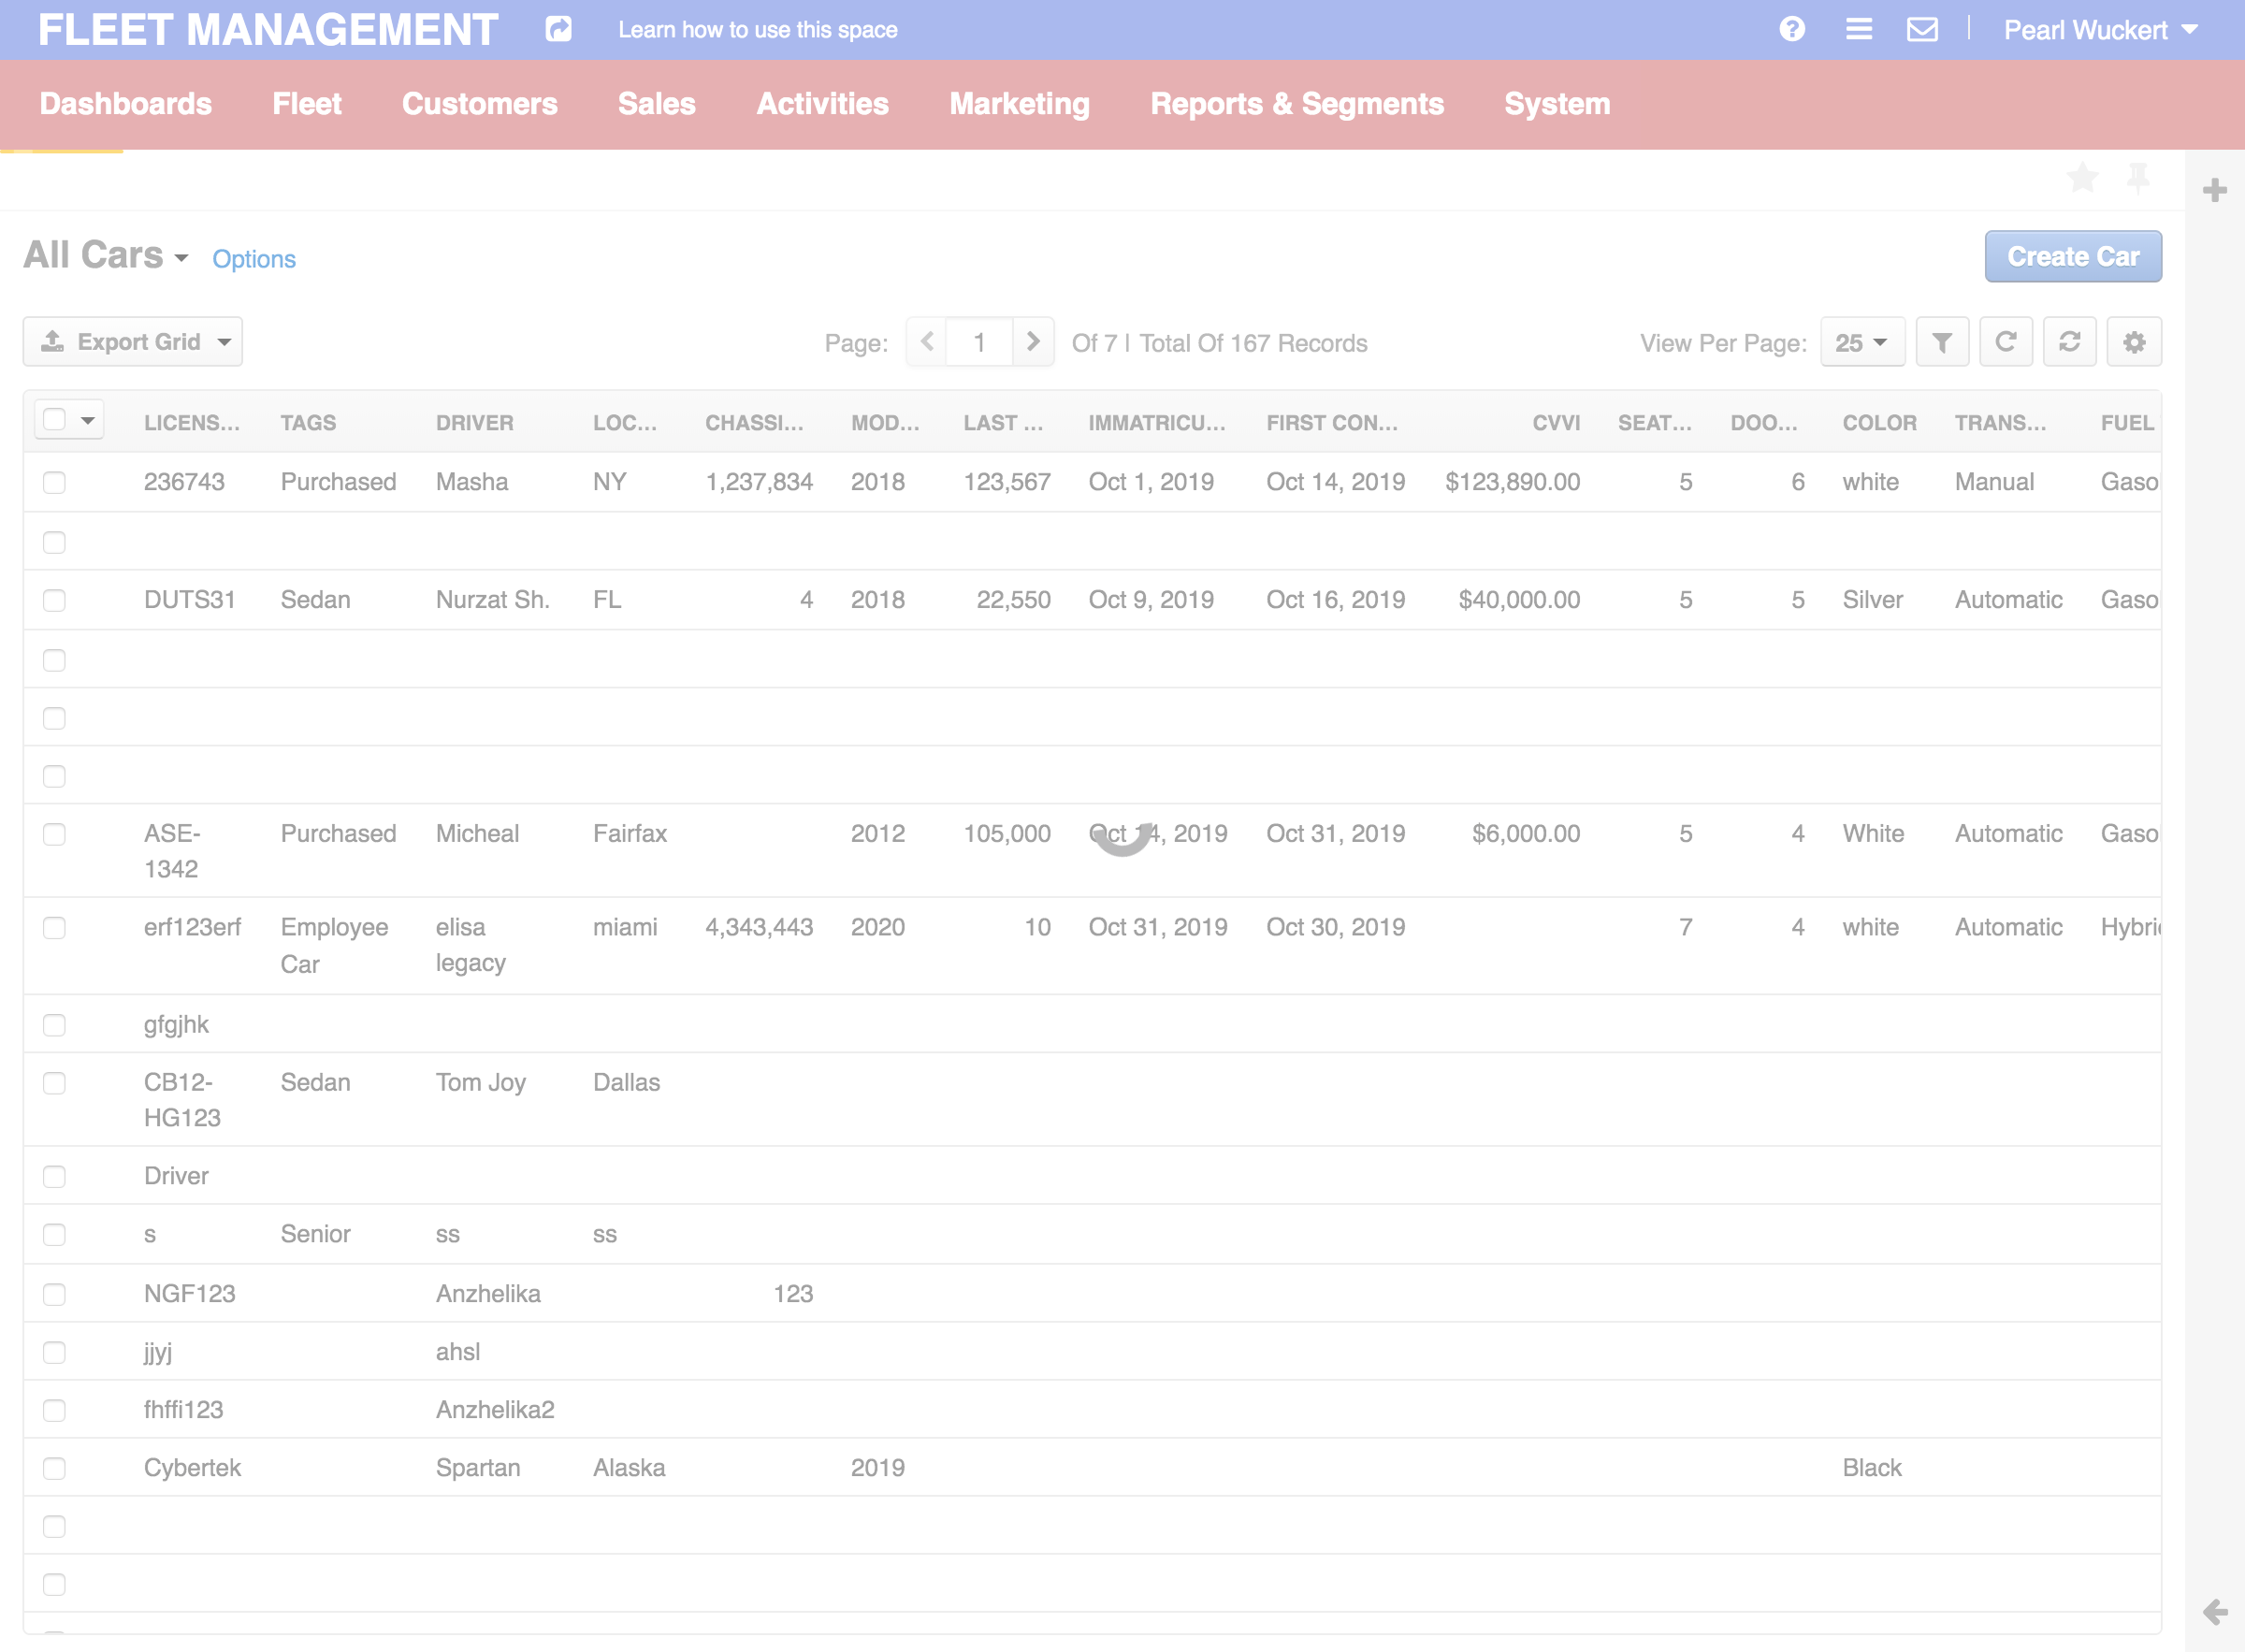 FLEET MANAGEMENT Learn how to use this space Pearl Wuckert
Dashboards Fleet Customers Sales Activities Marketing Reports & Segments System
All Cars Options Create Car
Export Grid Page: 1 Of 7 | Total Of 167 Records View Per Page: 25
LICENS... TAGS DRIVER LOC... CHASSI... MOD... LAST ... IMMATRICU... FIRST CON... CVVI SEAT... DOO... COLOR TRANS... FUEL
236743 Purchased Masha NY 1,237,834 2018 123,567 Oct 1, 2019 Oct 14, 2019 $123,890.00 5 6 white Manual Gaso
DUTS31 Sedan Nurzat Sh. FL 4 2018 22,550 Oct 9, 2019 Oct 16, 2019 $40,000.00 5 5 Silver Automatic Gaso
ASE- Purchased Micheal Fairfax 2012 105,000 Oct 14, 2019 Oct 31, 2019 $6,000.00 5 4 White Automatic Gaso
1342
erf123erf Employee elisa miami 4,343,443 2020 10 Oct 31, 2019 Oct 30, 2019 7 4 white Automatic Hybri
Car legacy
gfgjhk
CB12- Sedan Tom Joy Dallas
HG123
Driver
s Senior ss ss
NGF123 Anzhelika 123
jjyj ahsl
fhffi123 Anzhelika2
Cybertek Spartan Alaska 2019 Black